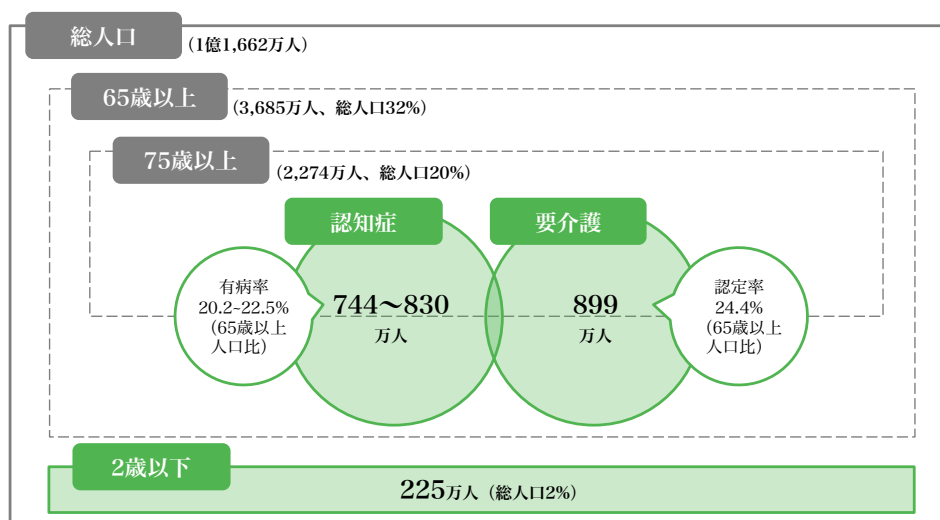 総人口
（1億1,662万人）
65歳以上
（3,685万人、総人口32%）
75歳以上
（2,274万人、総人口20%）
認知症
要介護
有病率
20.2~22.5%
（65歳以上
人口比）
744〜830
万人
899
万人
認定率
24.4%
（65歳以上
人口比）
2歳以下
225万人（総人口2%）